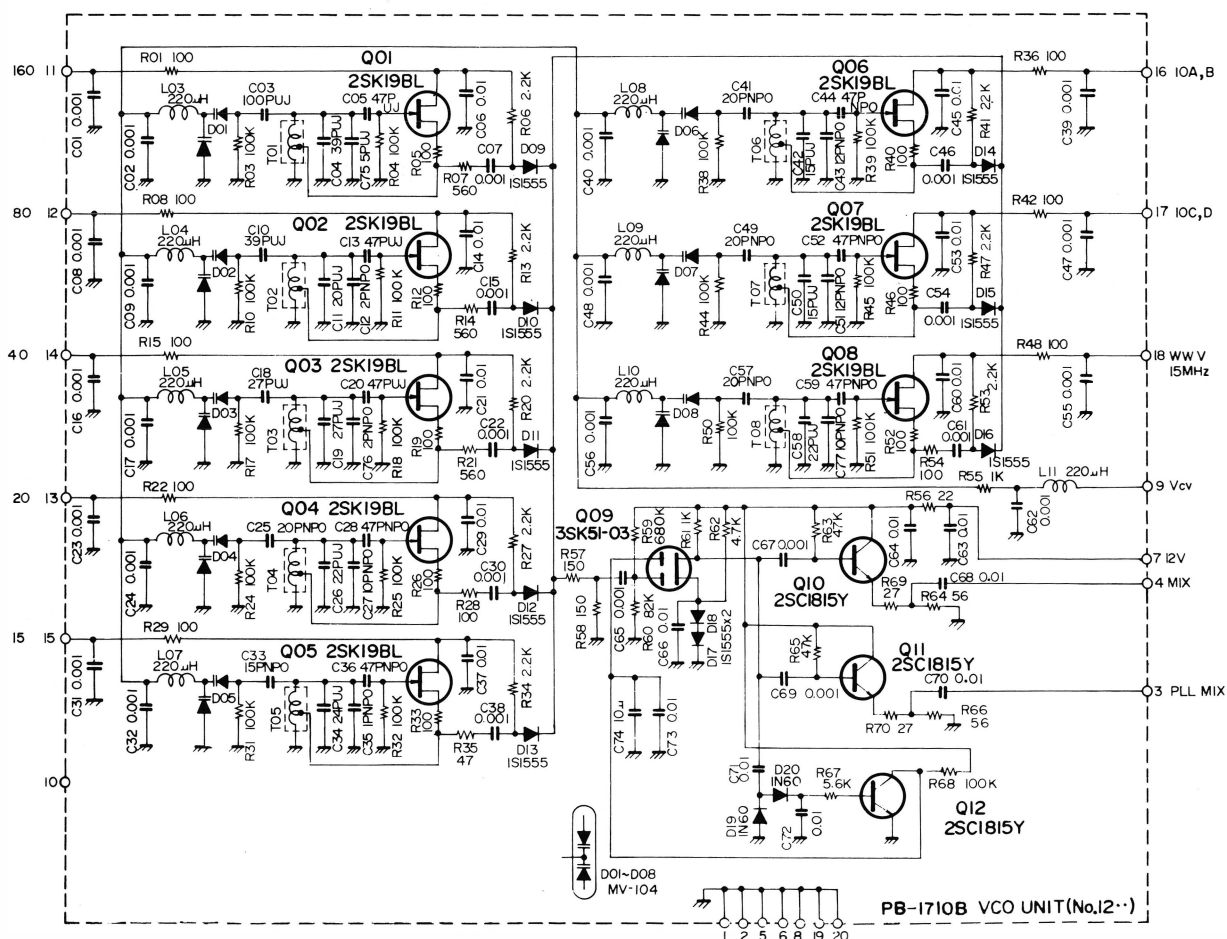 160 11
R01 100
C01 0.001
L03
220μH
C02 0.001
D01
C03
100PUJ
R03 100K
T01
C04 39PUJ
C05 47P
UJ
C75 5PUJ
R04 100K
Q01
2SK19BL
R05
100
C06 0.01
R06 2.2K
R07
560
C07
0.001
D09
1S1555
80 12
R08 100
C08 0.001
L04
220μH
C09 0.001
D02
C10
39PUJ
R10 100K
T02
C11 20PUJ
C12 2PNPO
C13 47PUJ
R11 100K
Q02 2SK19BL
R12
100
C14 0.01
R13 2.2K
R14
560
C15
0.001
D10
1S1555
40 14
R15 100
C16 0.001
L05
220μH
C17 0.001
D03
C18
27PUJ
R17 100K
T03
C19 27PUJ
C20 47PUJ
C76 2PNPO
R18 100K
Q03 2SK19BL
R19
100
C21 0.01
R20 2.2K
R21
560
C22
0.001
D11
1S1555
20 13
R22 100
C23 0.001
L06
220μH
C24 0.001
D04
C25 20PNPO
R24 100K
T04
C26 22PUJ
C27 10PNPO
C28 47PNPO
R25 100K
Q04 2SK19BL
R26
100
C29 0.01
R27 2.2K
R28
100
C30
0.001
D12
1S1555
15 15
R29 100
C31 0.001
L07
220μH
C32 0.001
D05
C33
15PNPO
R31 100K
T05
C34 24PUJ
C35 1PNPO
C36 47PNPO
R32 100K
Q05 2SK19BL
R33
100
C37 0.01
R34 2.2K
R35
47
C38
0.001
D13
1S1555
10
L08
220μH
C40 0.001
D06
R38
100K
C41
20PNPO
T06
C42
15PUJ
C43 12PNPO
C44 47P
NPO
R39 100K
Q06
2SK19BL
R40
100
C45 0.01
R41 2.2K
C46
0.001
D14
1S1555
R36 100
C39 0.001
16 10A,B
L09
220μH
C48 0.001
D07
R44 100K
C49
20PNPO
T07
C50
15PUJ
C51 12PNPO
C52 47PNPO
R45 100K
Q07
2SK19BL
R46
100
C53 0.01
R47 2.2K
C54
0.001
D15
1S1555
R42 100
C47 0.001
17 10C,D
L10
220μH
C56 0.001
D08
R50
100K
C57
20PNPO
T08
C58
22PUJ
C77 10PNPO
C59 47PNPO
R51 100K
Q08
2SK19BL
R52
100
C60 0.01
R53
2.2K
R54
100
C61
0.001
D16
1S1555
R48 100
C55 0.001
18 WWV
15MHz
R55 1K
L11 220μH
C62
0.001
9 Vcv
Q09
3SK51-03
R57
150
R58 150
C65 0.001
R59
680K
R60 82K
R61 1K
R62
4.7K
C66 0.01
D17 D18
1S1555x2
C67 0.001
R63
47K
Q10
2SC1815Y
C64 0.01
R56 22
C63 0.01
7 12V
C68 0.01
R69
27
R64 56
4 MIX
R65
47K
C69 0.001
Q11
2SC1815Y
C70 0.01
R70 27
R66
56
3 PLL MIX
C74 10μ
C73 0.01
C71
0.01
D20
1N60
D19
1N60
C72
0.01
R67
5.6K
R68 100K
Q12
2SC1815Y
D01~D08
MV-104
PB-1710B VCO UNIT(No.12··)
1 2 5 6 8 19 20